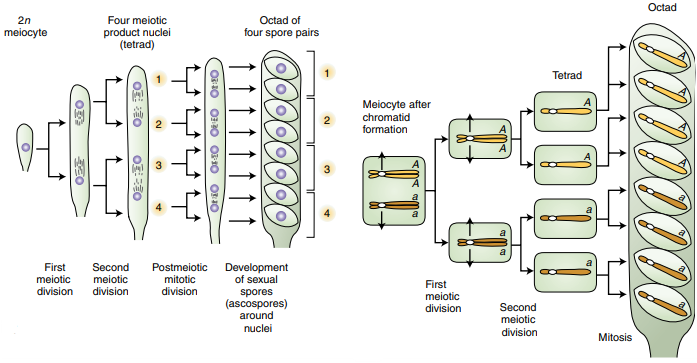 2n
meiocyte
Four meiotic
product nuclei
(tetrad)
Octad of
four spore pairs
1
2
3
4
1
2
3
4
First
meiotic
division
Second
meiotic
division
Postmeiotic
mitotic
division
Development
of sexual
spores
(ascospores)
around
nuclei
Octad
Tetrad
Meiocyte after
chromatid
formation
A
A
a
a
A
A
a
a
A
A
a
a
A
A
A
A
a
a
a
a
First
meiotic
division
Second
meiotic
division
Mitosis